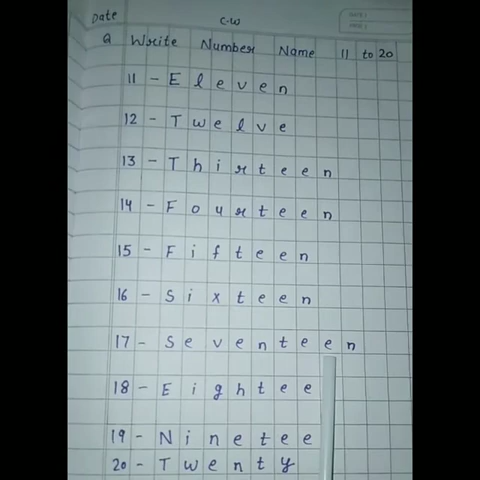 Date
C-W
Q Write Number Name 11 to 20
11 - Eleven
12 - Twelve
13 - Thirteen
14 - Fourteen
15 - Fifteen
16 - Sixteen
17 - Seventeen
18 - Eightee
19 - Ninetee
20 - Twenty